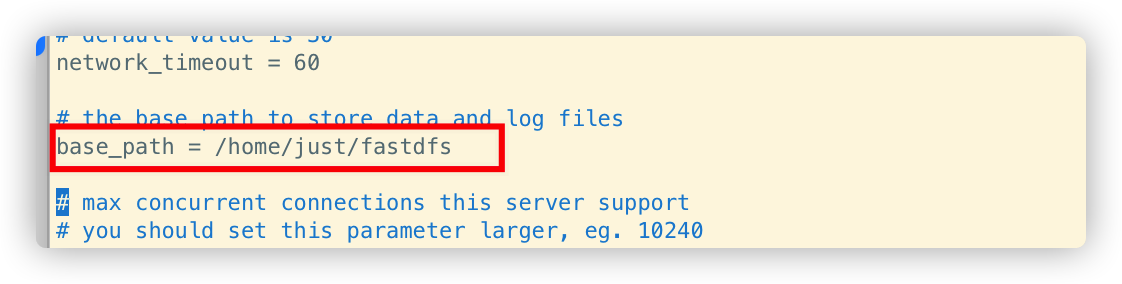 # default value is 30
network_timeout = 60
# the base path to store data and log files
base_path = /home/just/fastdfs
# max concurrent connections this server support
# you should set this parameter larger, eg. 10240